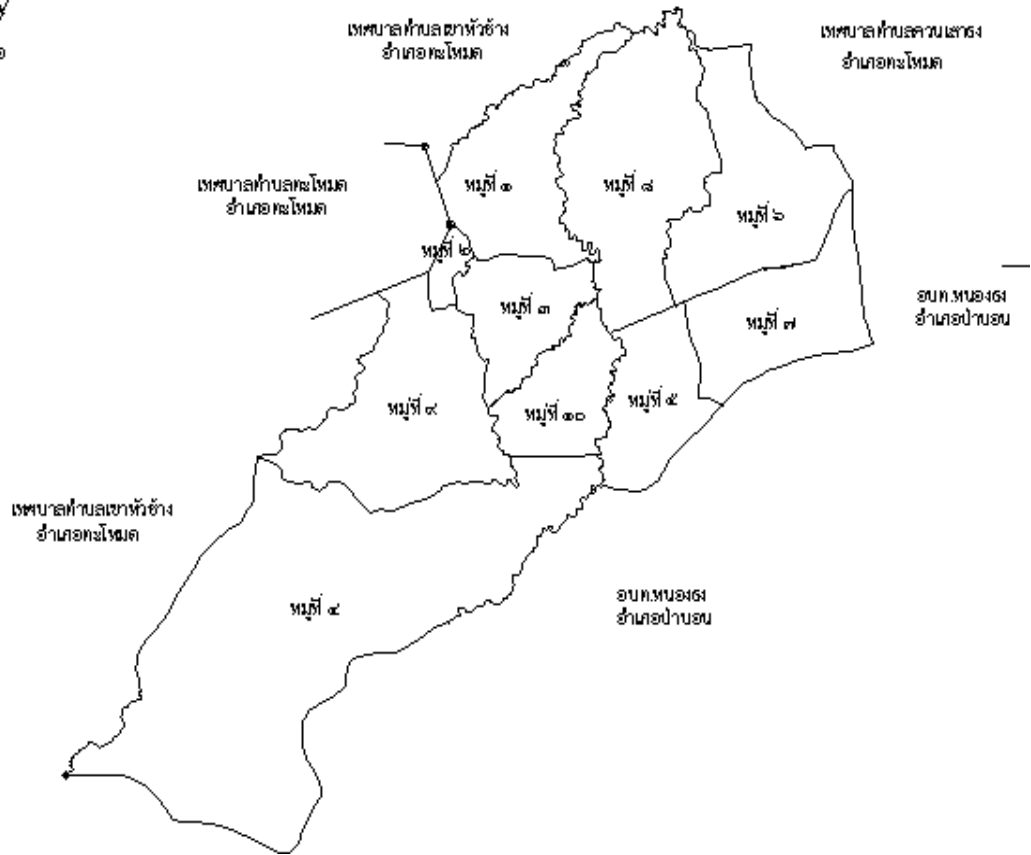 เทศบาลตำบลเขาหัวช้าง
อำเภอตะโหมด
เทศบาลตำบลควนเสาธง
อำเภอตะโหมด
เทศบาลตำบลตะโหมด
อำเภอตะโหมด
หมู่ที่ ๑
หมู่ที่ ๘
หมู่ที่ ๖
หมู่ที่ ๒
หมู่ที่ ๓
หมู่ที่ ๗
อบต.หนองธง
อำเภอป่าบอน
หมู่ที่ ๙
หมู่ที่ ๑๐
หมู่ที่ ๕
เทศบาลตำบลเขาหัวช้าง
อำเภอตะโหมด
หมู่ที่ ๔
อบต.หนองธง
อำเภอป่าบอน